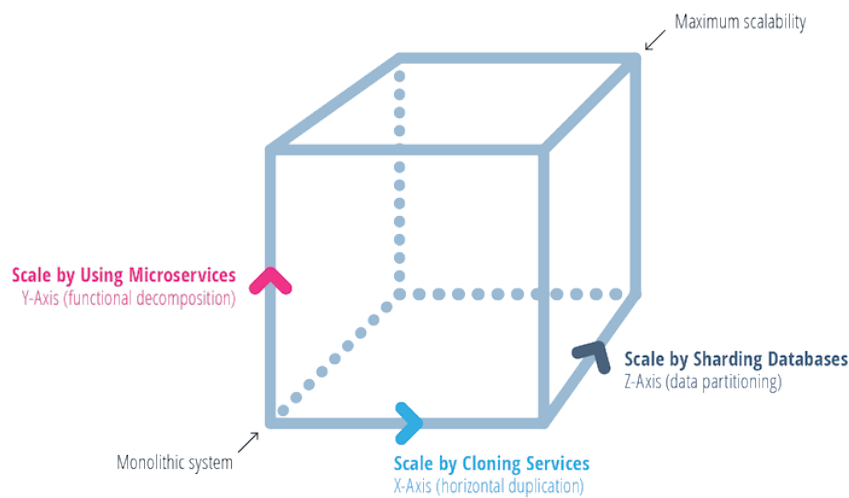 Maximum scalability
Scale by Using Microservices
Y-Axis (functional decomposition)
Scale by Sharding Databases
Z-Axis (data partitioning)
Monolithic system
Scale by Cloning Services
X-Axis (horizontal duplication)